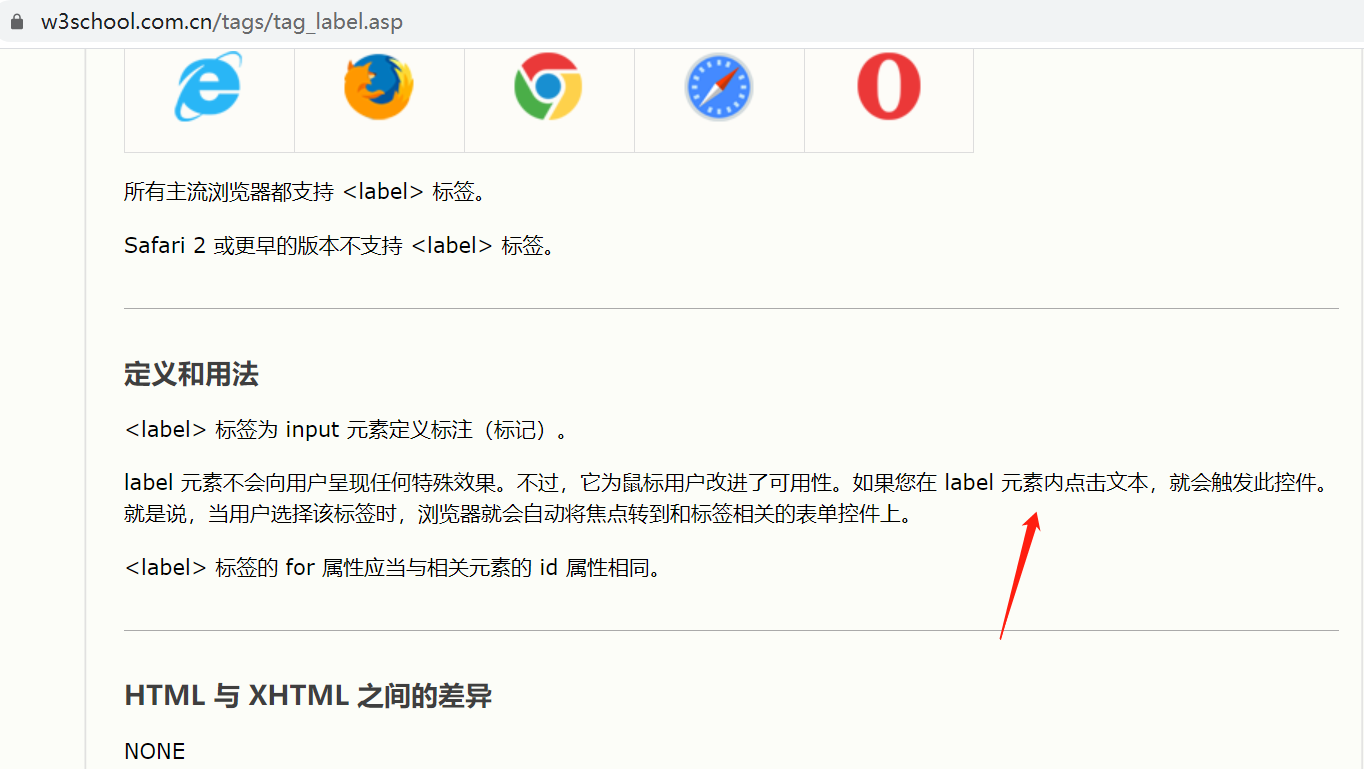 w3school.com.cn/tags/tag_label.asp
所有主流浏览器都支持 <label> 标签。
Safari 2 或更早的版本不支持 <label> 标签。
定义和用法
<label> 标签为 input 元素定义标注（标记）。
label 元素不会向用户呈现任何特殊效果。不过，它为鼠标用户改进了可用性。如果您在 label 元素内点击文本，就会触发此控件。
就是说，当用户选择该标签时，浏览器就会自动将焦点转到和标签相关的表单控件上。
<label> 标签的 for 属性应当与相关元素的 id 属性相同。
HTML 与 XHTML 之间的差异
NONE